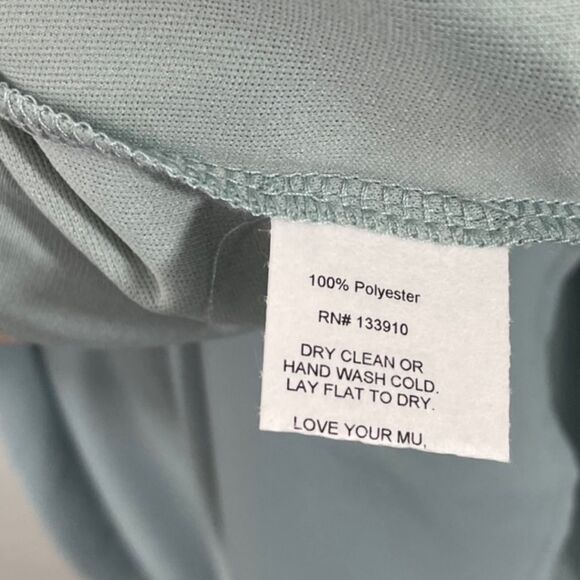 100% Polyester
RN# 133910
DRY CLEAN OR
HAND WASH COLD.
LAY FLAT TO DRY.
LOVE YOUR MU,